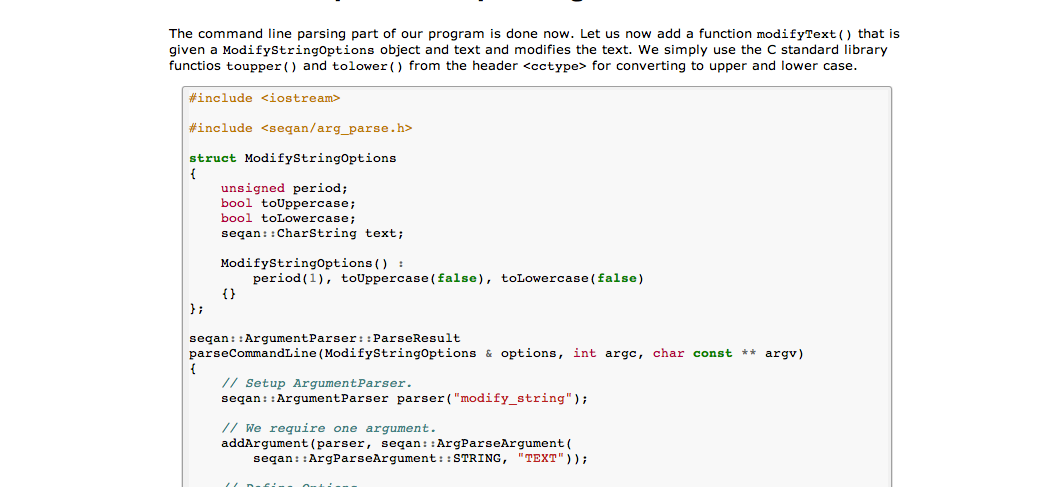 The command line parsing part of our program is done now. Let us now add a function modifyText() that is
given a ModifyStringOptions object and text and modifies the text. We simply use the C standard library
functios toupper() and tolower() from the header <cctype> for converting to upper and lower case.
#include <iostream>
#include <seqan/arg_parse.h>
struct ModifyStringOptions
{
    unsigned period;
    bool toUppercase;
    bool toLowercase;
    seqan::CharString text;
    ModifyStringOptions() :
        period(1), toUppercase(false), toLowercase(false)
    {}
};
seqan::ArgumentParser::ParseResult
parseCommandLine(ModifyStringOptions & options, int argc, char const ** argv)
{
    // Setup ArgumentParser.
    seqan::ArgumentParser parser("modify_string");
    // We require one argument.
    addArgument(parser, seqan::ArgParseArgument(
        seqan::ArgParseArgument::STRING, "TEXT"));